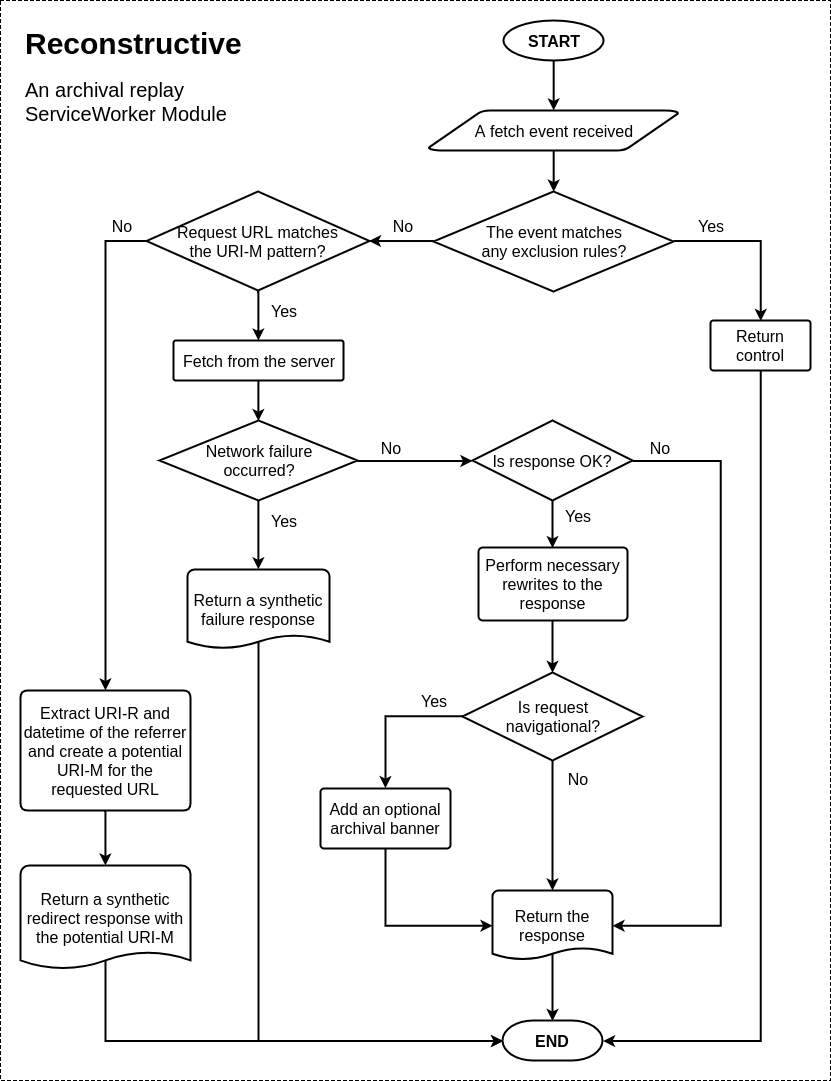 Reconstructive
An archival replay
ServiceWorker Module
START
A fetch event received
The event matches
any exclusion rules?
No
Yes
Request URL matches
the URI-M pattern?
No
Yes
Return
control
Fetch from the server
Network failure
occurred?
No
Yes
Is response OK?
No
Yes
Return a synthetic
failure response
Perform necessary
rewrites to the
response
Is request
navigational?
Yes
No
Extract URI-R and
datetime of the referrer
and create a potential
URI-M for the
requested URL
Add an optional
archival banner
Return a synthetic
redirect response with
the potential URI-M
Return the
response
END